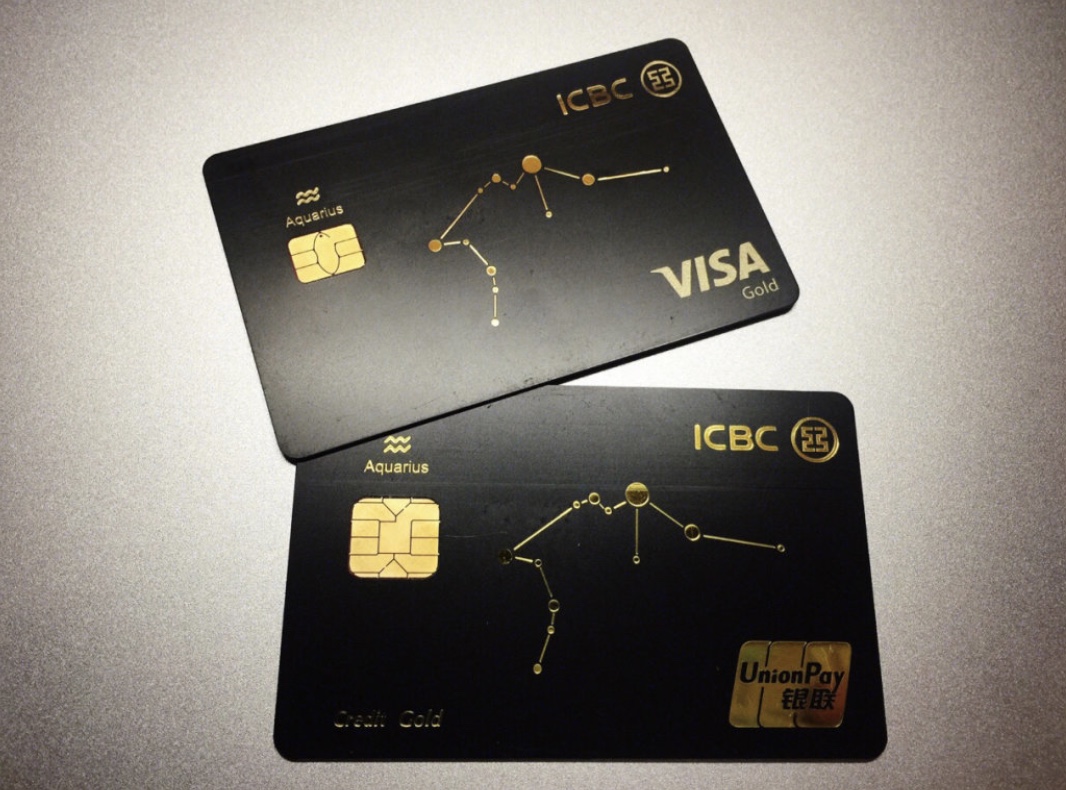 ICBC
Aquarius
VISA
Gold
ICBC
Aquarius
UnionPay
银联
Credit Gold